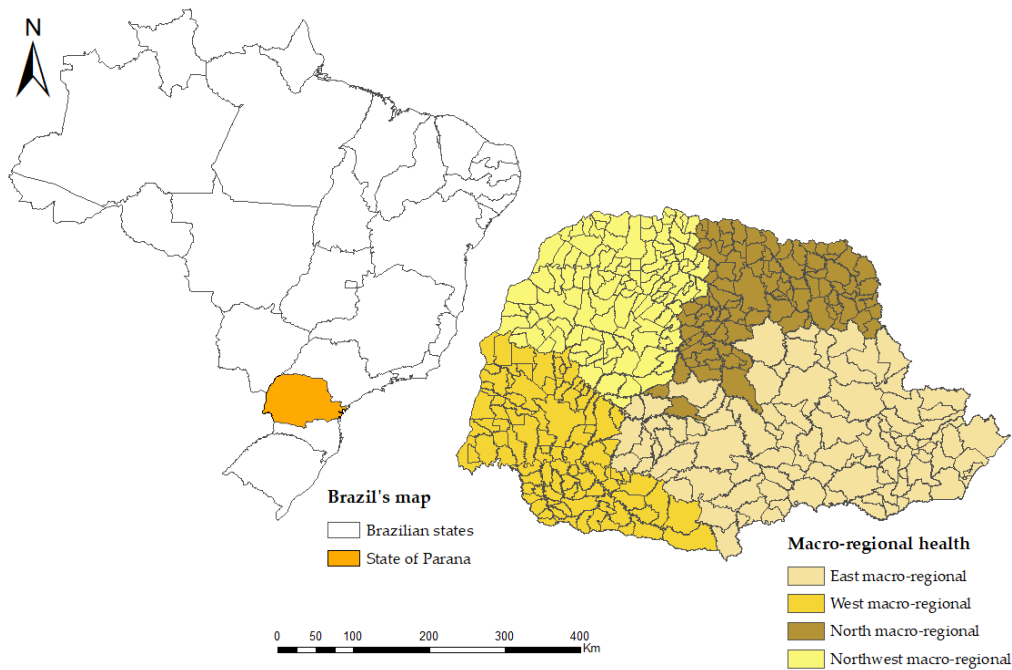 N
Brazil's map
Brazilian states
State of Parana
Macro-regional health
East macro-regional
West macro-regional
North macro-regional
Northwest macro-regional
0 50 100 200 300 400
Km